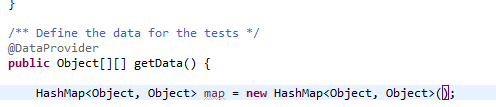 }
/** Define the data for the tests */
@DataProvider
public Object[][] getData() {
HashMap<Object, Object> map = new HashMap<Object, Object>();